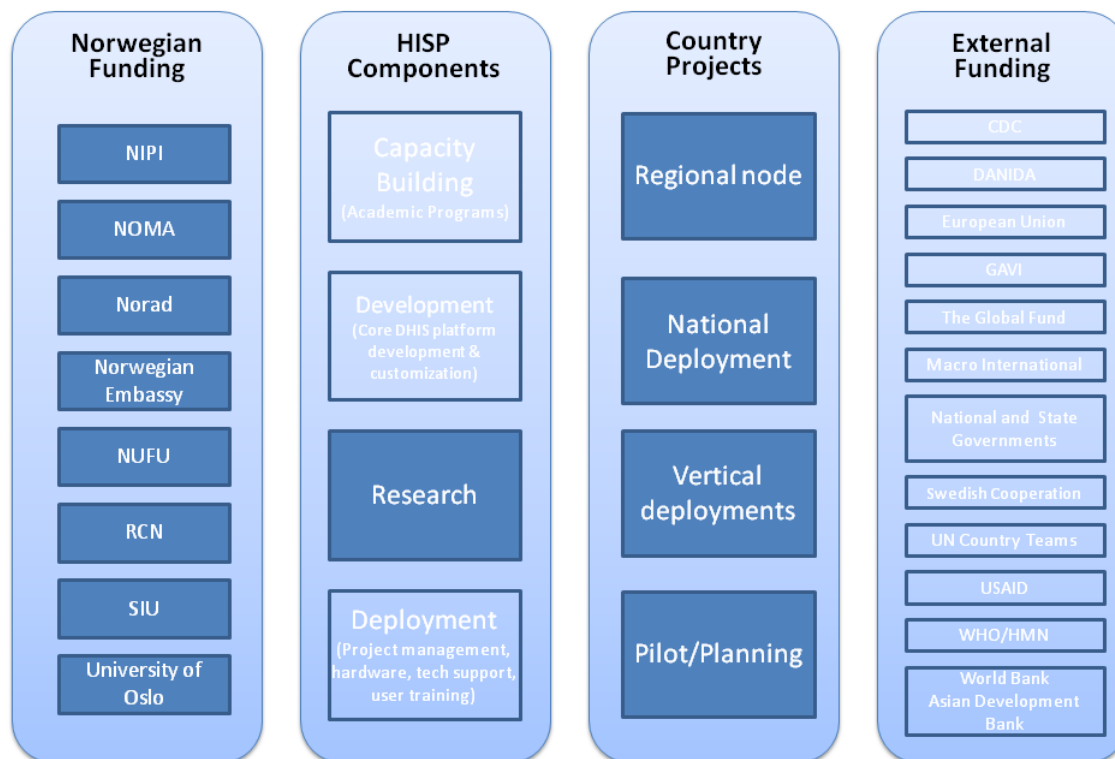 Norwegian
Funding
NIPI
NOMA
Norad
Norwegian
Embassy
NUFU
RCN
SIU
University of
Oslo
HISP
Components
Capacity
Building
(Academic Programs)
Development
(Core DHIS platform
development &
customization)
Research
Deployment
(Project management,
hardware, tech support,
user training)
Country
Projects
Regional node
National
Deployment
Vertical
deployments
Pilot/Planning
External
Funding
CDC
DANIDA
European Union
GAVI
The Global Fund
Macro International
National and State
Governments
Swedish Cooperation
UN Country Teams
USAID
WHO/HMN
World Bank
Asian Development
Bank